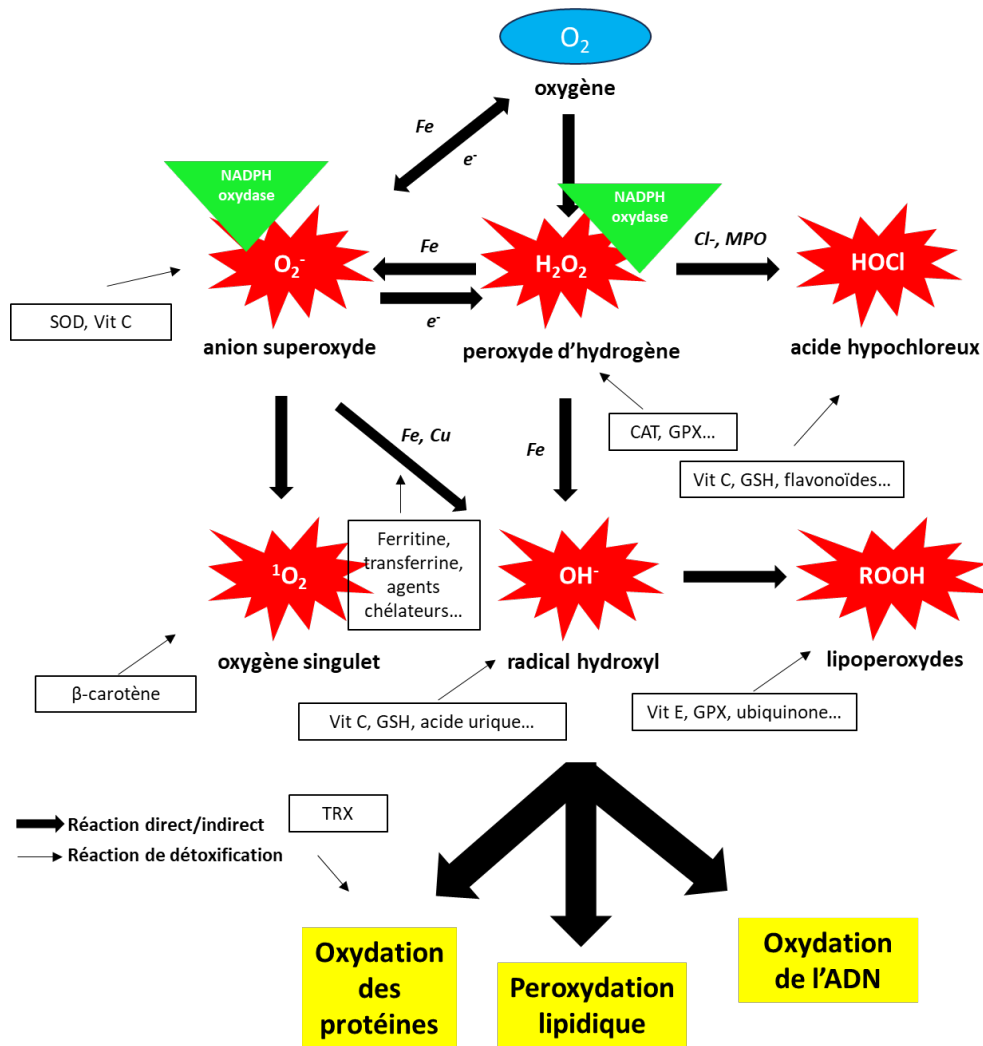 O₂
oxygène
Fe
e⁻
NADPH
oxydase
NADPH
oxydase
O₂⁻
Fe
e⁻
H₂O₂
Cl-, MPO
HOCl
SOD, Vit C
anion superoxyde
peroxyde d’hydrogène
acide hypochloreux
Fe, Cu
Fe
CAT, GPX…
Vit C, GSH, flavonoïdes…
¹O₂
Ferritine,
transferrine,
agents
chélateurs…
OH⁻
ROOH
oxygène singulet
radical hydroxyl
lipoperoxydes
β-carotène
Vit C, GSH, acide urique…
Vit E, GPX, ubiquinone…
TRX
Réaction direct/indirect
Réaction de détoxification
Oxydation
des
protéines
Peroxydation
lipidique
Oxydation
de l’ADN